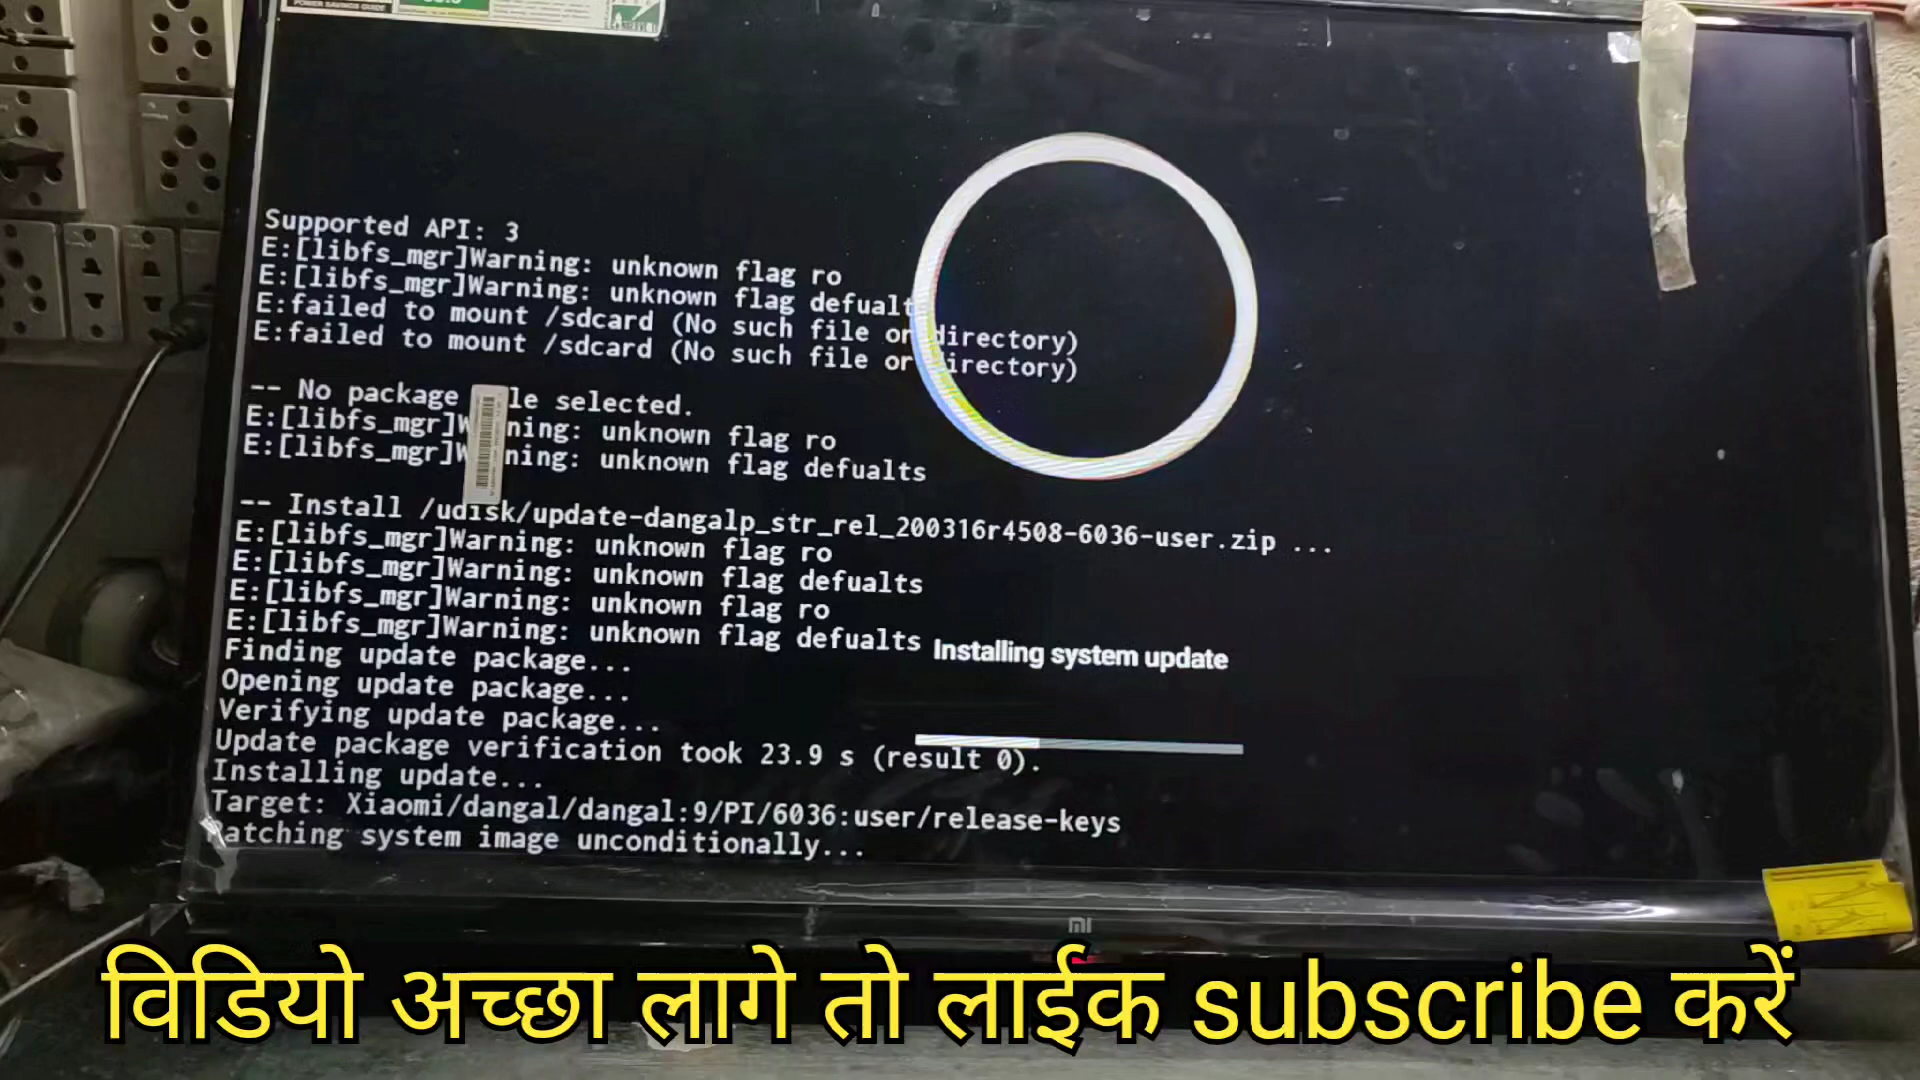 POWER SAVINGS GUIDE
Supported API: 3
E:[libfs_mgr]Warning: unknown flag ro
E:[libfs_mgr]Warning: unknown flag defualt
E:failed to mount /sdcard (No such file or directory)
E:failed to mount /sdcard (No such file or directory)
-- No package le selected.
E:[libfs_mgr]W ning: unknown flag ro
E:[libfs_mgr]W ning: unknown flag defualts
-- Install /udisk/update-dangalp_str_rel_200316r4508-6036-user.zip ...
E:[libfs_mgr]Warning: unknown flag ro
E:[libfs_mgr]Warning: unknown flag defualts
E:[libfs_mgr]Warning: unknown flag ro
E:[libfs_mgr]Warning: unknown flag defualts
Installing system update
Finding update package...
Opening update package...
Verifying update package...
Update package verification took 23.9 s (result 0).
Installing update...
Target: Xiaomi/dangal/dangal:9/PI/6036:user/release-keys
Patching system image unconditionally...
mi
विडियो अच्छा लागे तो लाईक subscribe करें